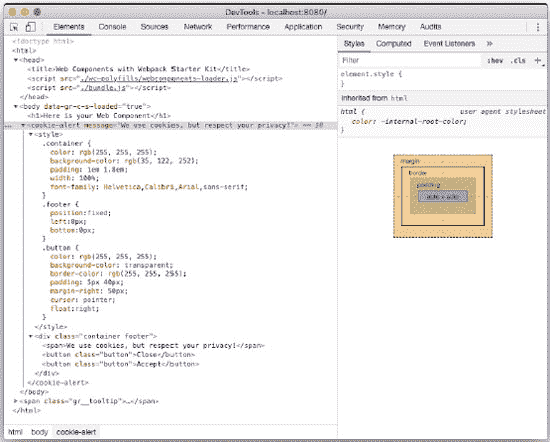 DevTools - localhost:8080/
Elements Console Sources Network Performance Application Security Memory Audits
<!doctype html>
<html>
<head>
<title>Web Components with Webpack Starter Kit</title>
<script src="./wc-polyfills/webcomponents-loader.js"></script>
<script src="./bundle.js"></script>
</head>
<body data-gr-c-s-loaded="true">
<h1>Here is your Web Component</h1>
<cookie-alert message="We use cookies, but respect your privacy!"> == $0
<style>
.container {
color: rgb(255, 255, 255);
background-color: rgb(35, 122, 252);
padding: 1em 1.8em;
width: 100%;
font-family: Helvetica,Calibri,Arial,sans-serif;
}
.footer {
position:fixed;
left:0px;
bottom:0px;
}
.button {
color: rgb(255, 255, 255);
background-color: transparent;
border-color: rgb(255, 255, 255);
padding: 5px 40px;
margin-right: 50px;
cursor: pointer;
float:right;
}
</style>
<div class="container footer">
<span>We use cookies, but respect your privacy!</span>
<button class="button">Close</button>
<button class="button">Accept</button>
</div>
</cookie-alert>
</body>
<span class="gr__tooltip">…</span>
</html>
html body cookie-alert
Styles Computed Event Listeners »
Filter :hov .cls +
element.style {
}
Inherited from html
html { user agent stylesheet
color: -internal-root-color;
}
margin
border
padding
auto × auto